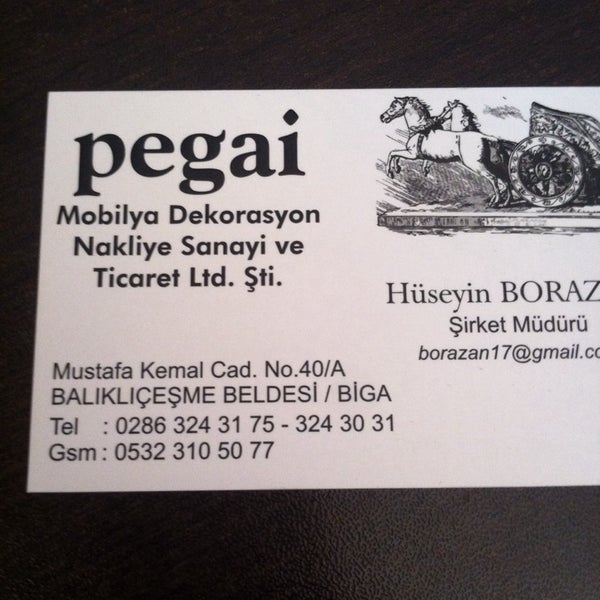 pegai
Mobilya Dekorasyon
Nakliye Sanayi ve
Ticaret Ltd. Şti.
Hüseyin BORAZ
Şirket Müdürü
borazan17@gmail.co
Mustafa Kemal Cad. No.40/A
BALIKLIÇEŞME BELDESİ / BİGA
Tel : 0286 324 31 75 - 324 30 31
Gsm : 0532 310 50 77